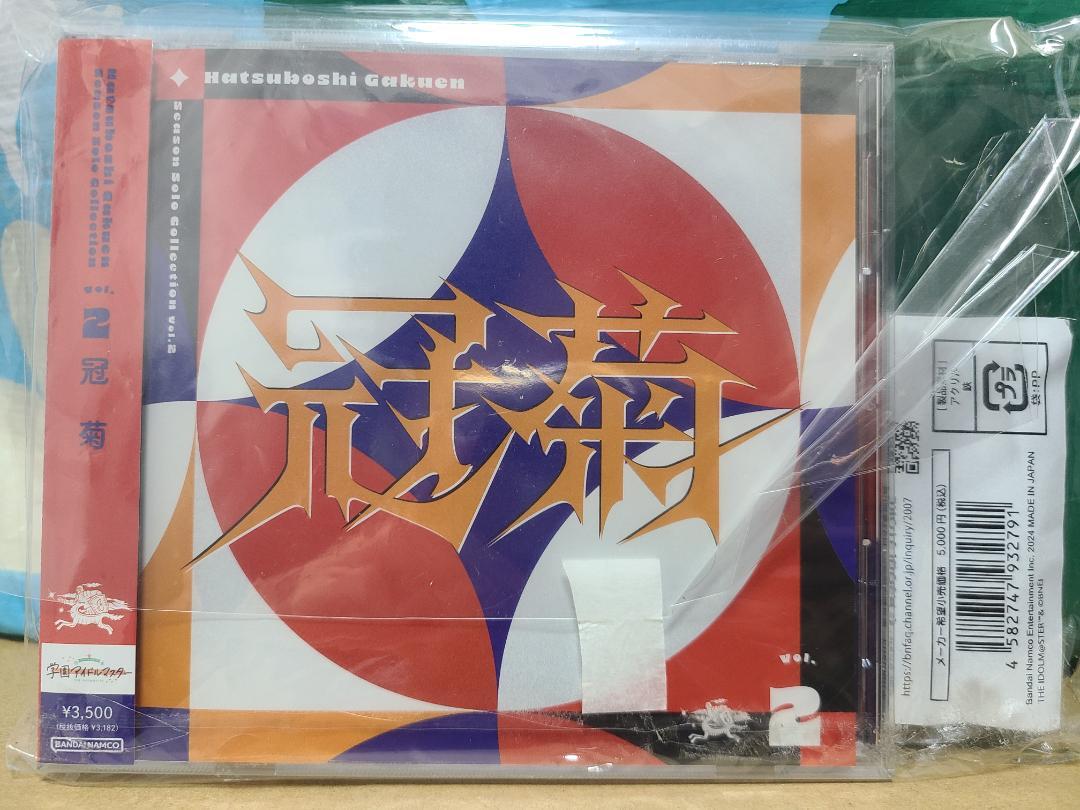 Hatsuboshi Gakuen
Season Solo Collection
vol.
2
冠菊
学園アイドルマスター
¥3,500
(税抜価格 ¥3,182)
BANDAI NAMCO
Hatsuboshi Gakuen
Season Solo Collection vol.2
冠菊
vol.
2
アクリル
鉄
プラ
袋:PP
https://bnfaq.channel.or.jp/inquiry/2007
メーカー希望小売価格 5,000円(税込)
4 582747 932791
Bandai Namco Entertainment Inc. 2024 MADE IN JAPAN
THE IDOLM@STER™& ©BNEI